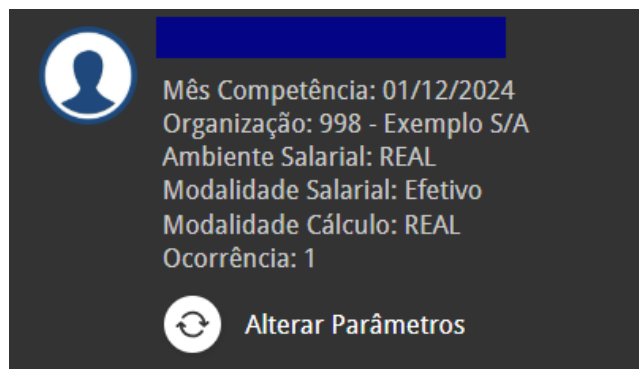 Mês Competência: 01/12/2024
Organização: 998 - Exemplo S/A
Ambiente Salarial: REAL
Modalidade Salarial: Efetivo
Modalidade Cálculo: REAL
Ocorrência: 1
Alterar Parâmetros